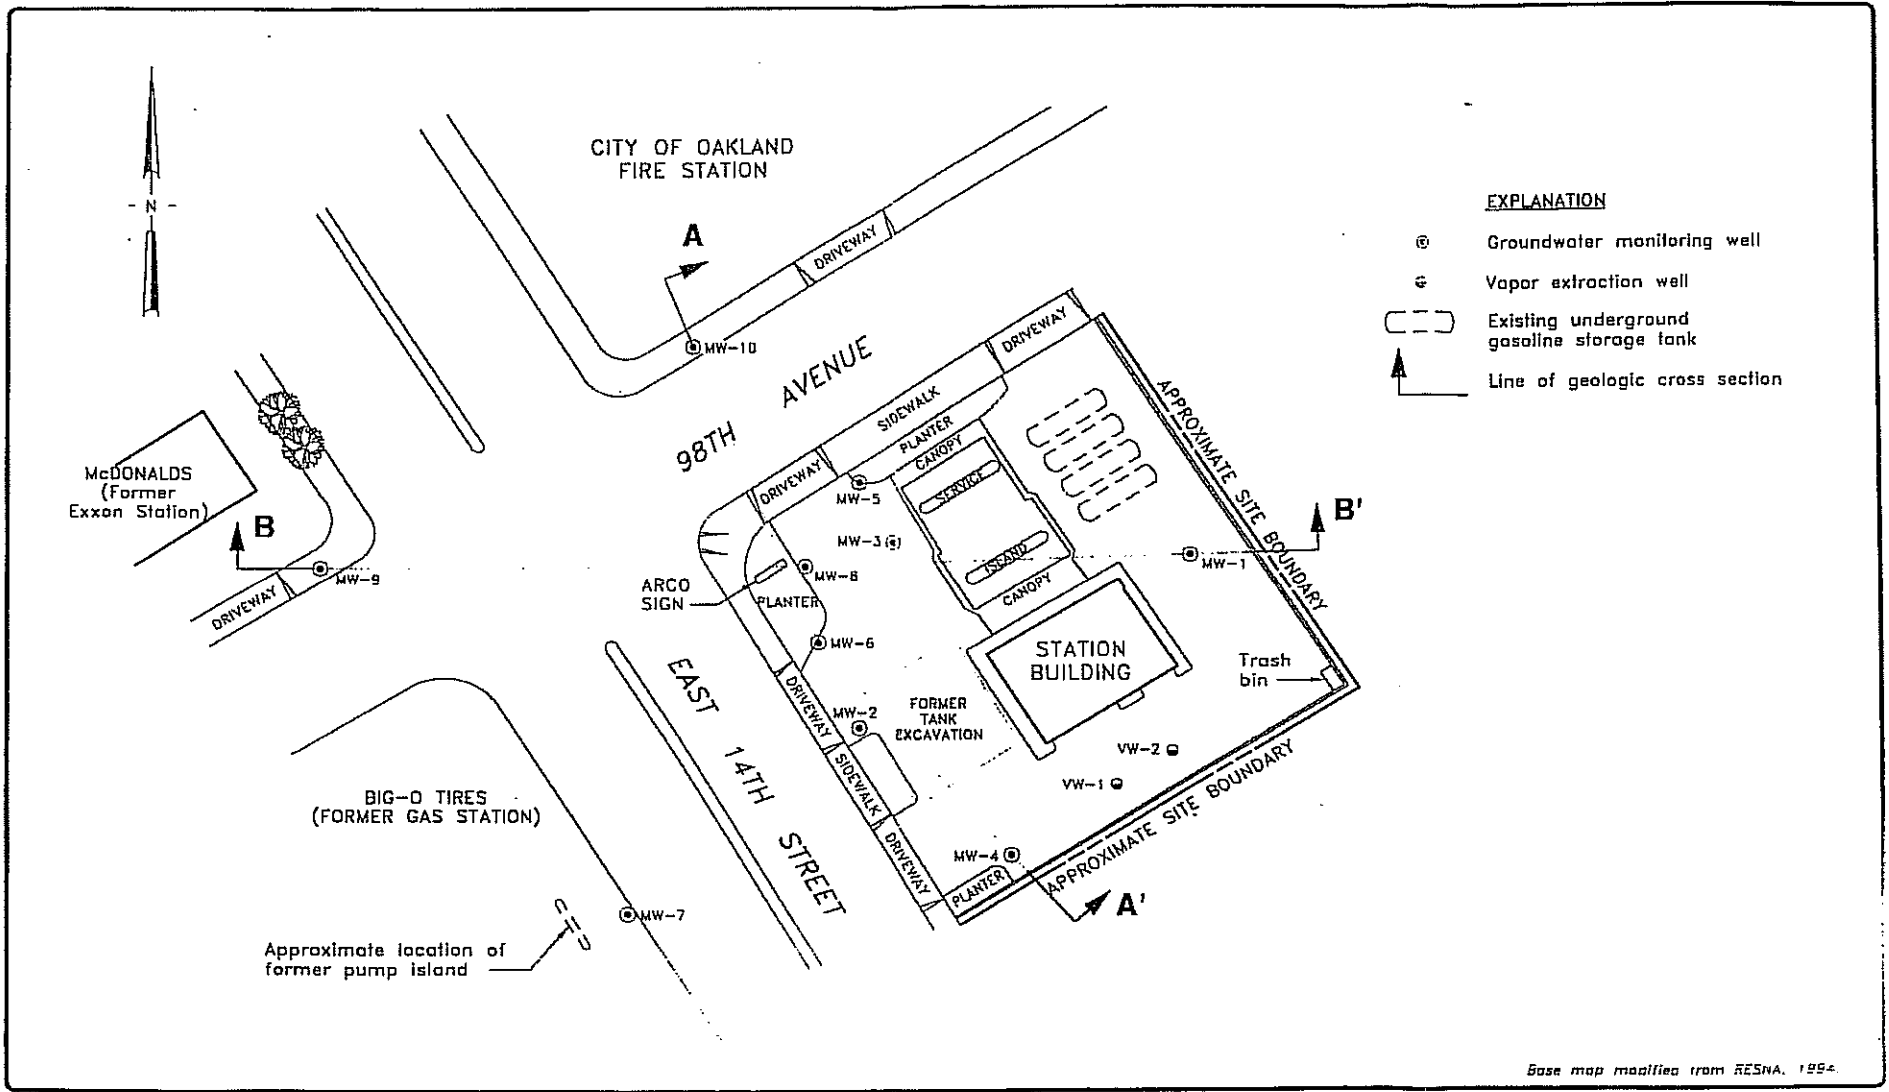 CITY OF OAKLAND
FIRE STATION
- N -
EXPLANATION
Groundwater monitoring well
Vapor extraction well
Existing underground
gasoline storage tank
Line of geologic cross section
A
DRIVEWAY
MW-10
98TH AVENUE
DRIVEWAY
SIDEWALK
PLANTER
CANOPY
DRIVEWAY
MW-5
SERVICE
ISLAND
CANOPY
MW-3
McDONALDS
(Former
Exxon Station)
B
MW-9
DRIVEWAY
ARCO
SIGN
PLANTER
MW-8
MW-6
MW-1
B'
APPROXIMATE SITE BOUNDARY
STATION
BUILDING
Trash
bin
EAST 14TH STREET
DRIVEWAY
MW-2
FORMER
TANK
EXCAVATION
SIDEWALK
DRIVEWAY
VW-2
VW-1
APPROXIMATE SITE BOUNDARY
MW-4
PLANTER
A'
BIG-O TIRES
(FORMER GAS STATION)
MW-7
Approximate location of
former pump island
Base map modified from RESNA, 1994